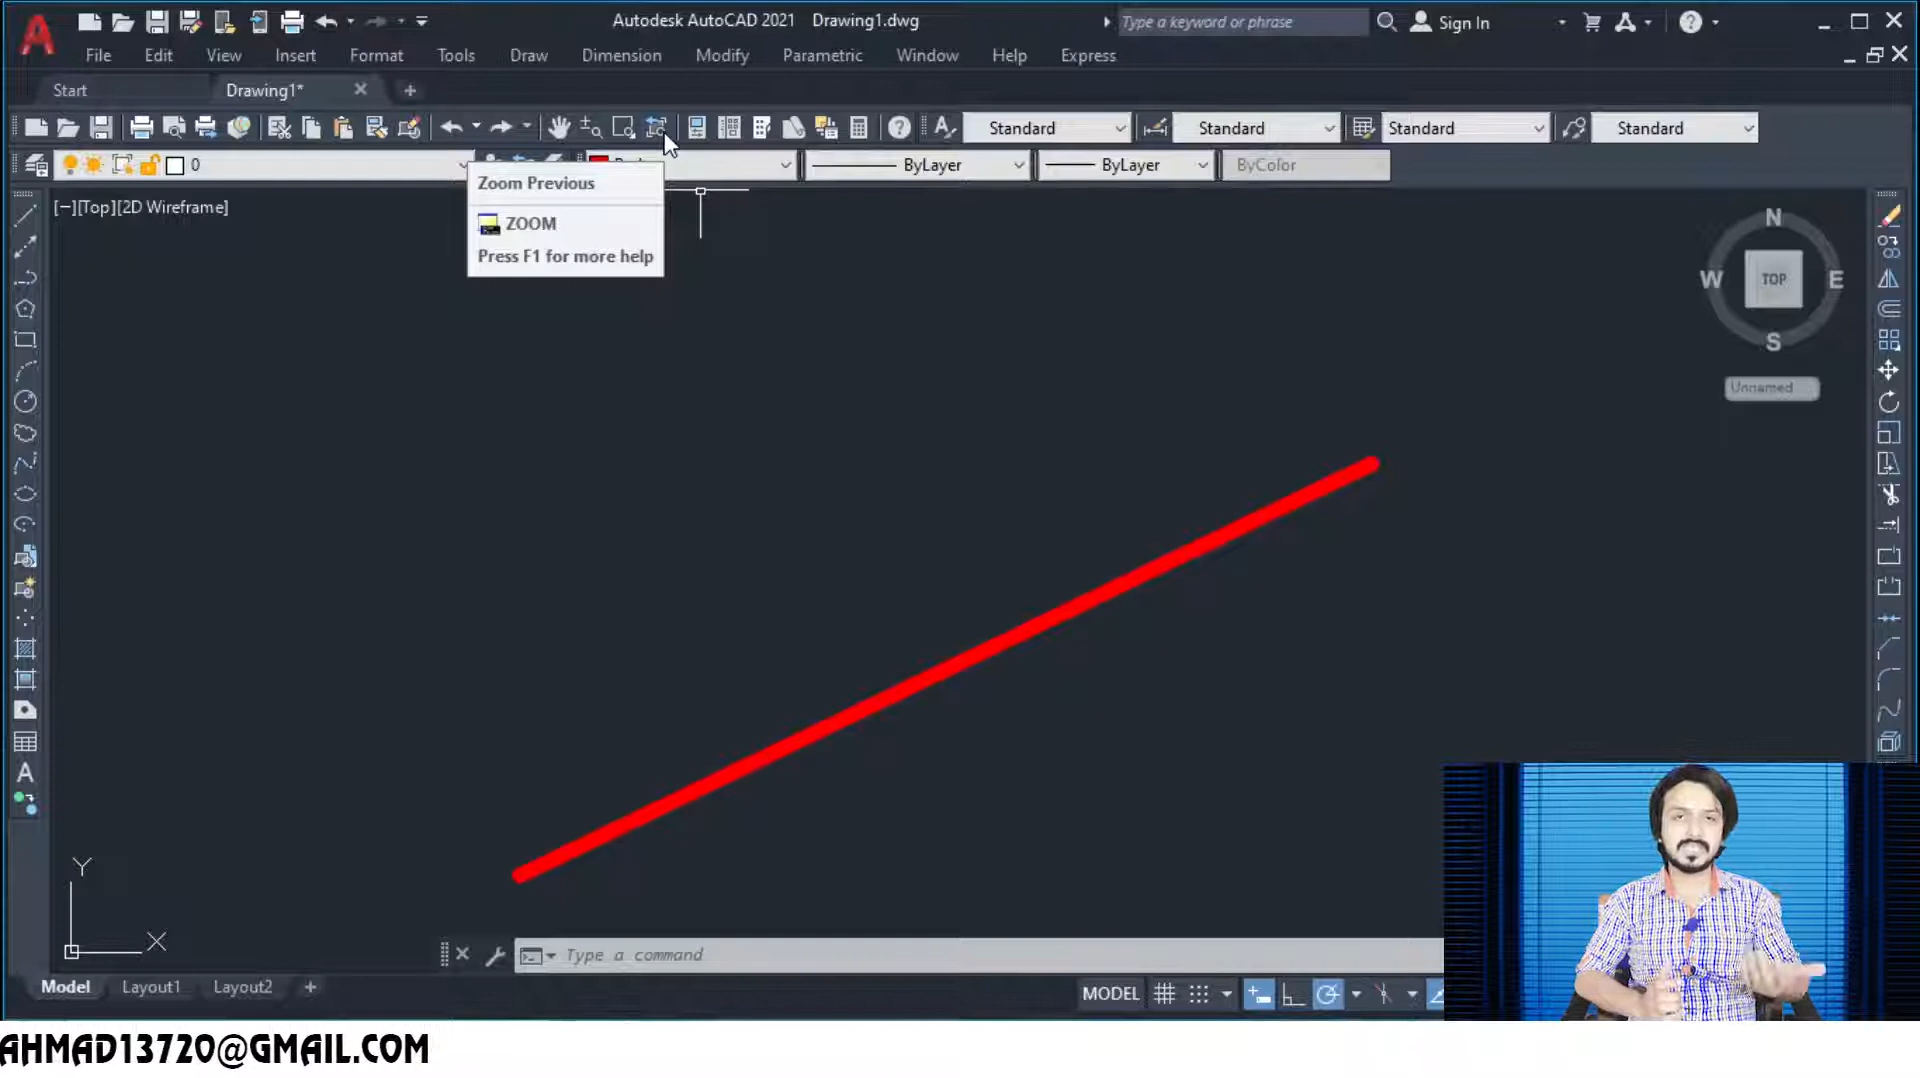 Autodesk AutoCAD 2021 Drawing1.dwg
Type a keyword or phrase
Sign In
File Edit View Insert Format Tools Draw Dimension Modify Parametric Window Help Express
Start Drawing1*
Standard Standard Standard Standard
0 ByLayer ByLayer ByColor
Zoom Previous
ZOOM
Press F1 for more help
[−][Top][2D Wireframe]
N
W TOP E
S
Unnamed
A
Y
X
Type a command
Model Layout1 Layout2
MODEL
AHMAD13720@GMAIL.COM